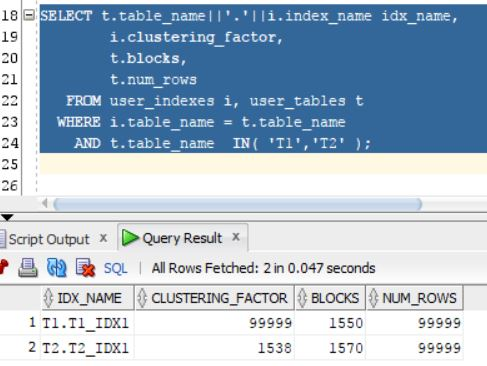 18 SELECT t.table_name||'.'||i.index_name idx_name,
19 i.clustering_factor,
20 t.blocks,
21 t.num_rows
22 FROM user_indexes i, user_tables t
23 WHERE i.table_name = t.table_name
24 AND t.table_name IN( 'T1','T2' );
25
26
Script Output x Query Result x
SQL | All Rows Fetched: 2 in 0.047 seconds
IDX_NAME CLUSTERING_FACTOR BLOCKS NUM_ROWS
1 T1.T1_IDX1 99999 1550 99999
2 T2.T2_IDX1 1538 1570 99999